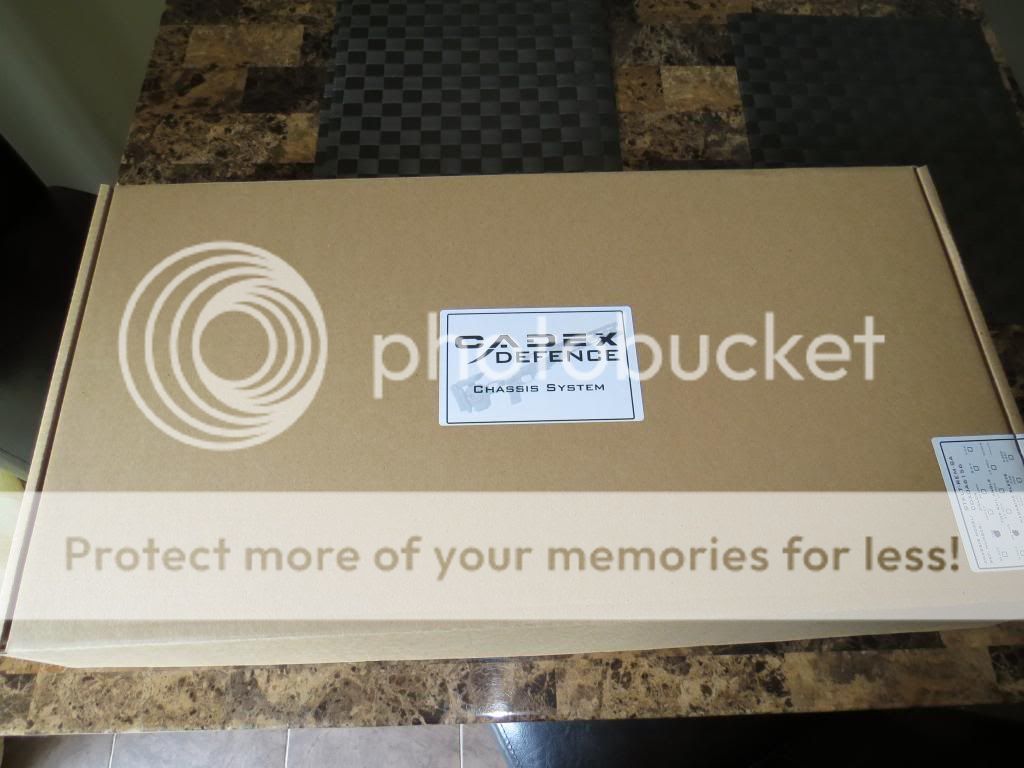 CADEX
DEFENCE
CHASSIS SYSTEM
photobucket
Protect more of your memories for less!